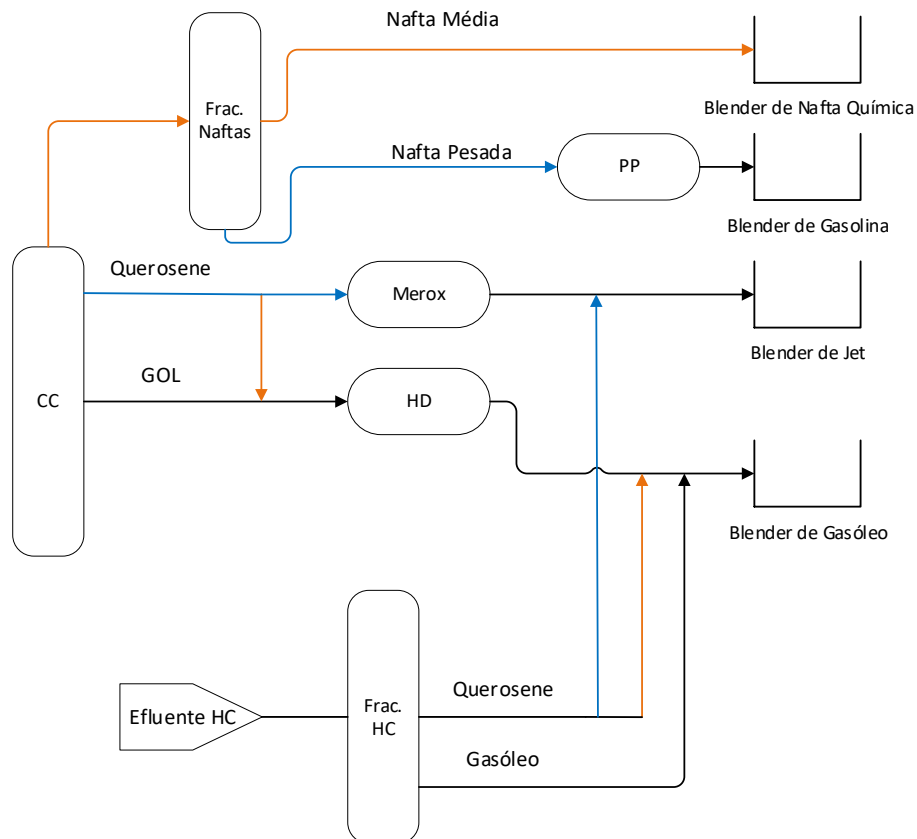 Nafta Média
Frac.
Naftas
Blender de Nafta Química
Nafta Pesada
PP
Blender de Gasolina
Querosene
Merox
Blender de Jet
GOL
CC
HD
Blender de Gasóleo
Querosene
Efluente HC
Frac.
HC
Gasóleo